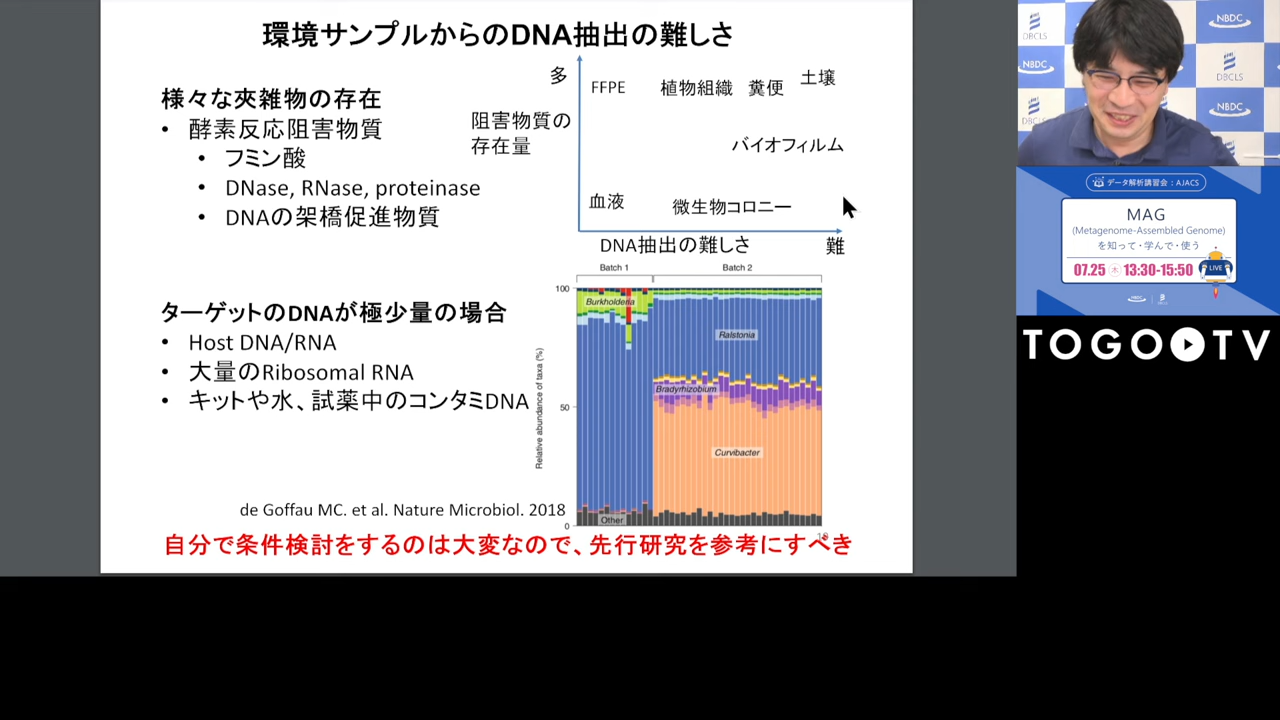 環境サンプルからのDNA抽出の難しさ
様々な夾雑物の存在
• 酵素反応阻害物質
• フミン酸
• DNase, RNase, proteinase
• DNAの架橋促進物質
多
阻害物質の
存在量
FFPE
植物組織
糞便
土壌
バイオフィルム
血液
微生物コロニー
DNA抽出の難しさ
難
ターゲットのDNAが極少量の場合
• Host DNA/RNA
• 大量のRibosomal RNA
• キットや水、試薬中のコンタミDNA
Batch 1
Batch 2
Relative abundance of taxa (%)
100
50
0
Burkholderia
Ralstonia
Bradyrhizobium
Curvibacter
Other
de Goffau MC. et al. Nature Microbiol. 2018
自分で条件検討をするのは大変なので、先行研究を参考にすべき
DBCLS
NBDC
NBDC
DBCLS
DBCLS
NBDC
データ解析講習会：AJACS
MAG
(Metagenome-Assembled Genome)
を知って・学んで・使う
07.25 木 13:30-15:50
LIVE
TOGO TV